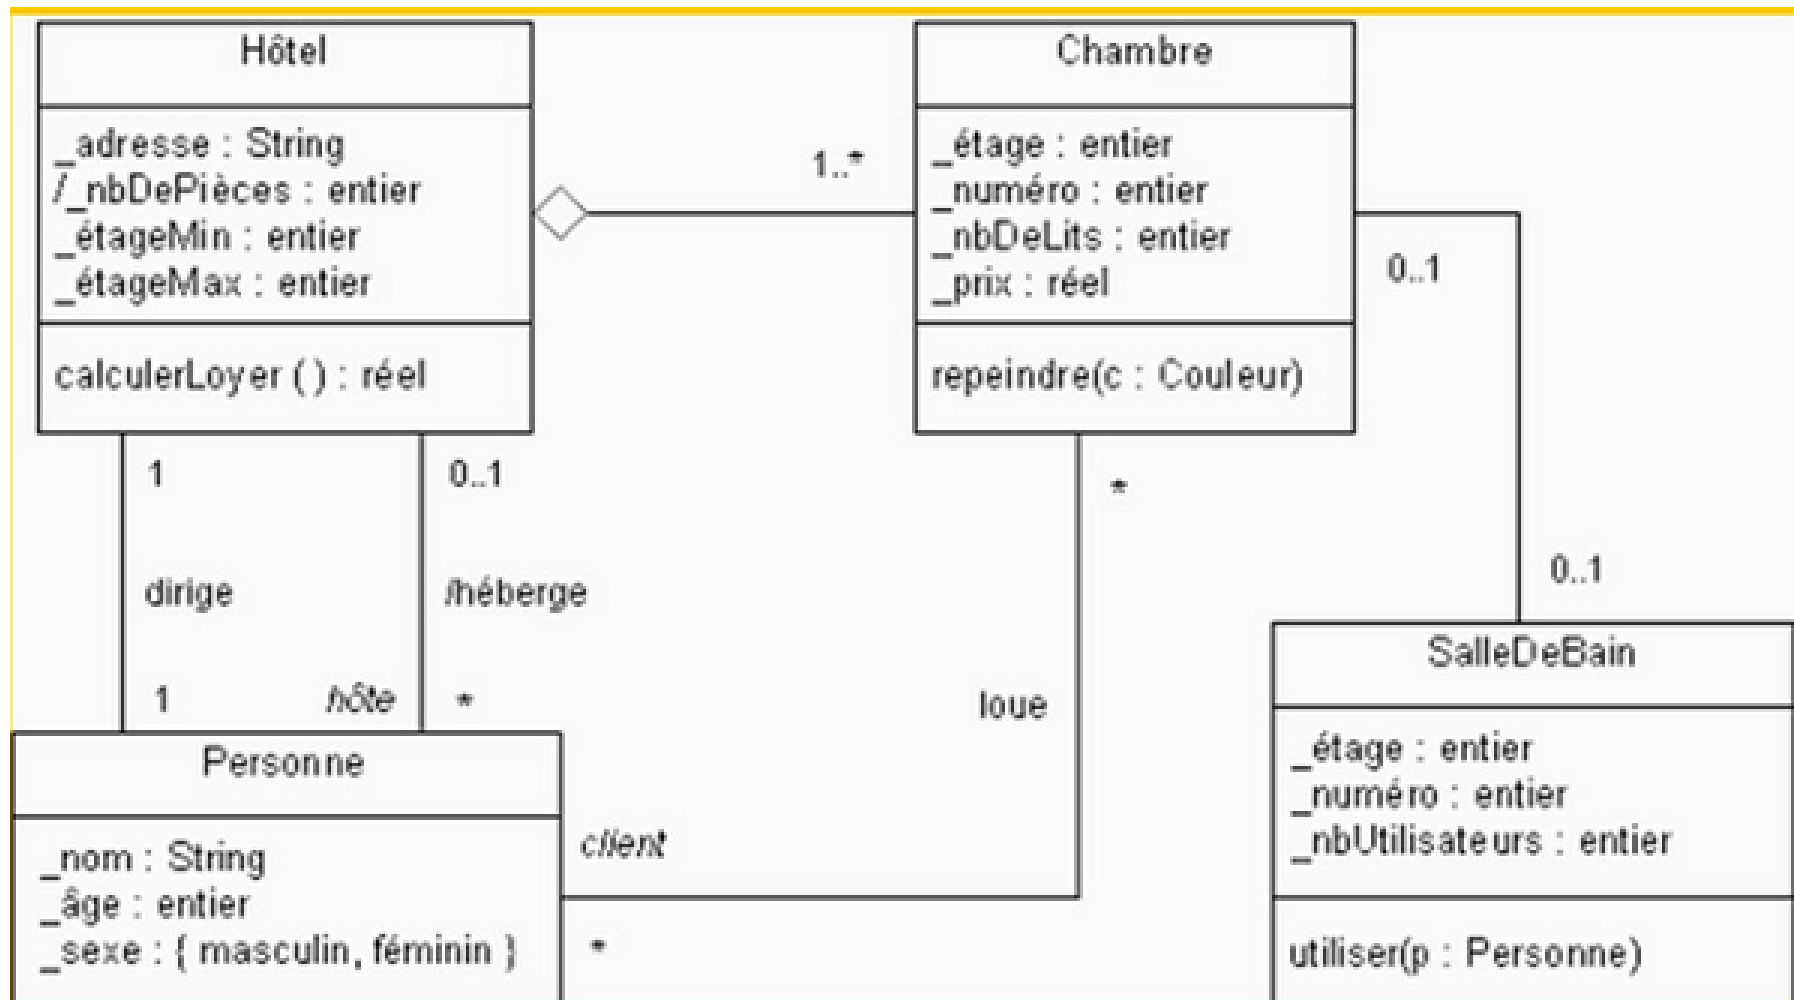 Hôtel
_adresse : String
/_nbDePièces : entier
_étageMin : entier
_étageMax : entier
calculerLoyer ( ) : réel
1..*
Chambre
_étage : entier
_numéro : entier
_nbDeLits : entier
_prix : réel
repeindre(c : Couleur)
0..1
1
0..1
*
dirige
/héberge
0..1
1
hôte
*
loue
Personne
_nom : String
_âge : entier
_sexe : { masculin, féminin }
client
*
SalleDeBain
_étage : entier
_numéro : entier
_nbUtilisateurs : entier
utiliser(p : Personne)